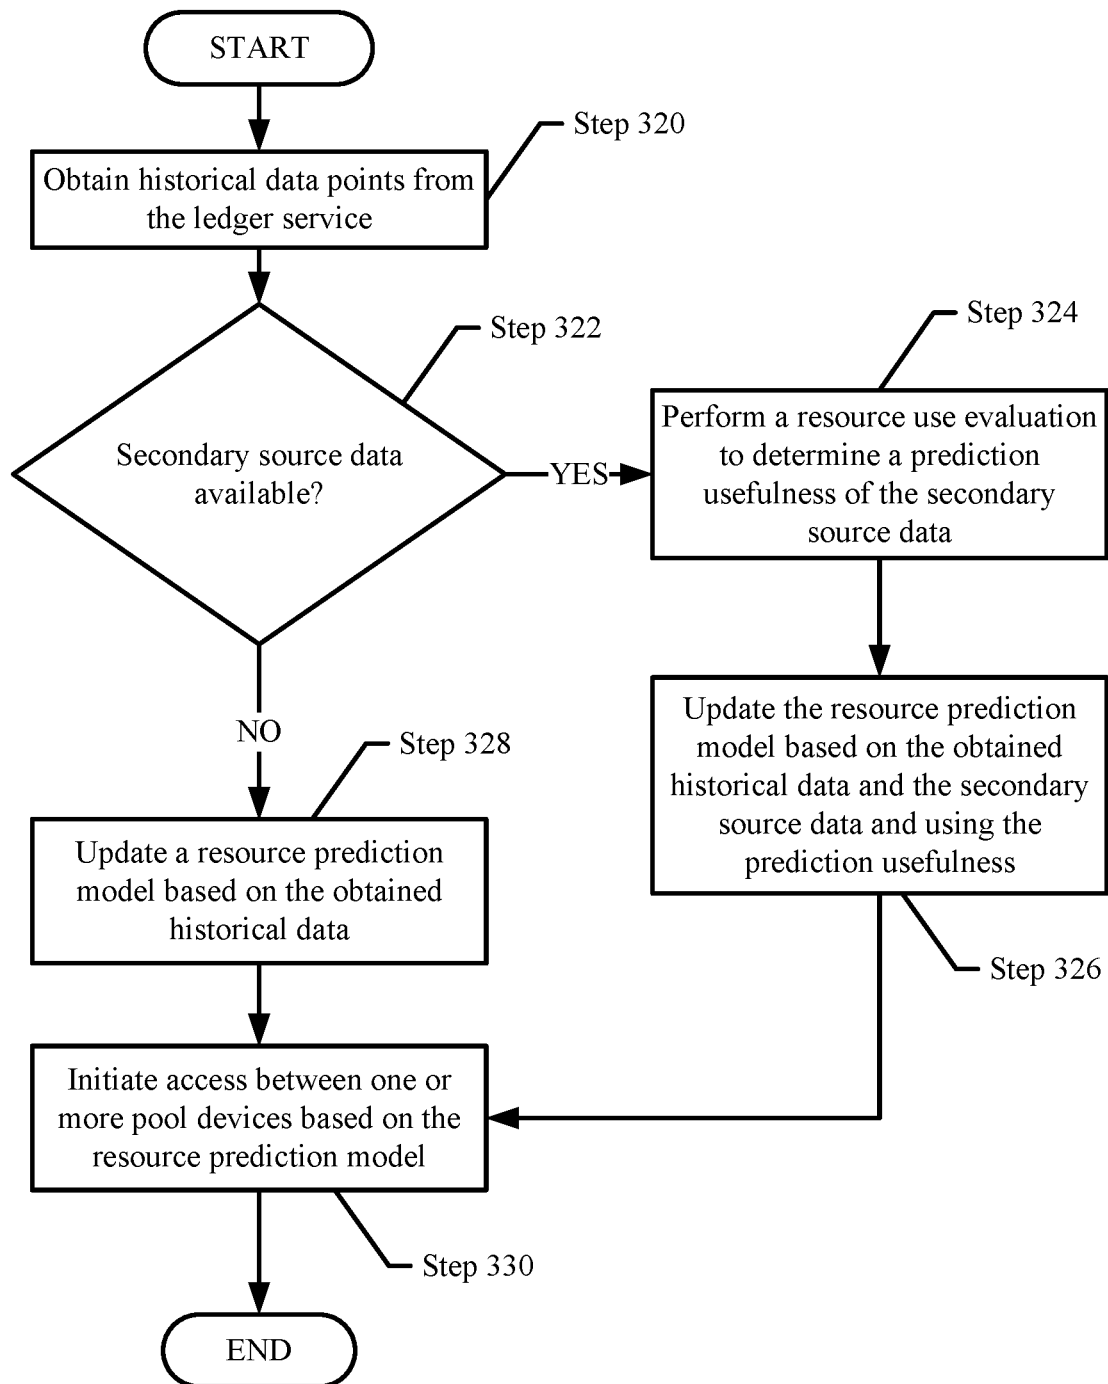 START
Step 320
Obtain historical data points from
the ledger service
Step 322
Secondary source data
available?
YES
Step 324
Perform a resource use evaluation
to determine a prediction
usefulness of the secondary
source data
Update the resource prediction
model based on the obtained
historical data and the secondary
source data and using the
prediction usefulness
Step 326
NO
Step 328
Update a resource prediction
model based on the obtained
historical data
Initiate access between one or
more pool devices based on the
resource prediction model
Step 330
END